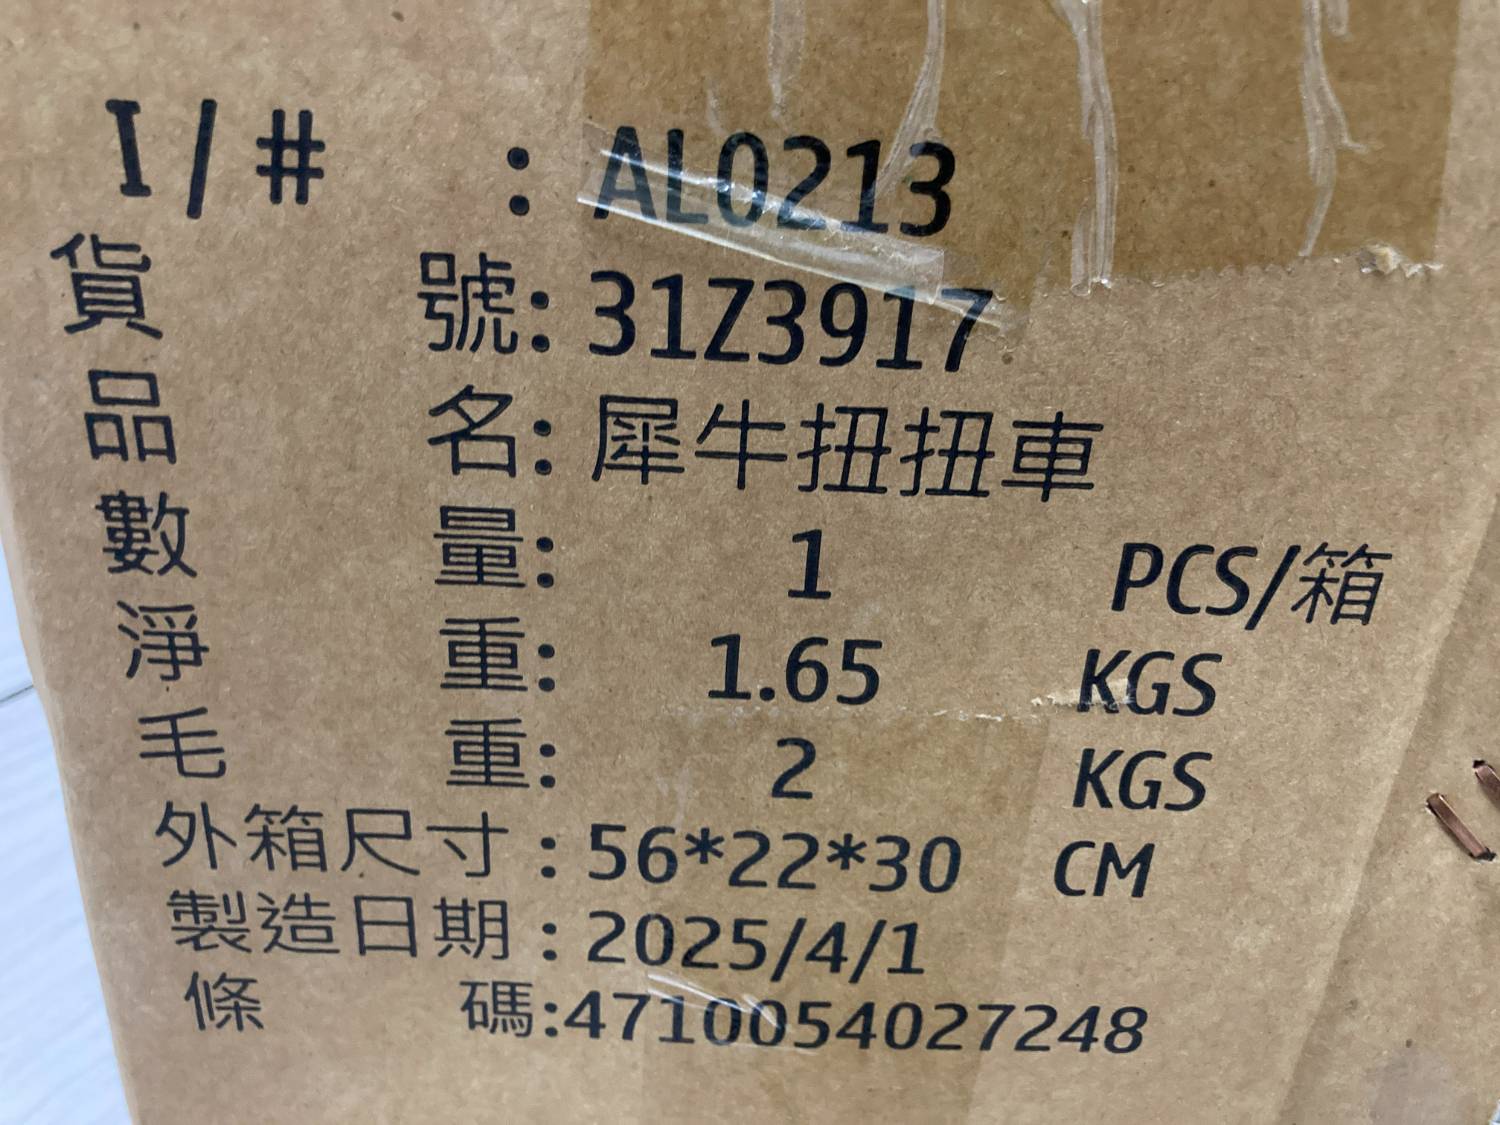 I/# : AL0213
貨號: 31Z3917
品名: 犀牛扭扭車
數量: 1 PCS/箱
淨重: 1.65 KGS
毛重: 2 KGS
外箱尺寸: 56*22*30 CM
製造日期: 2025/4/1
條碼:4710054027248